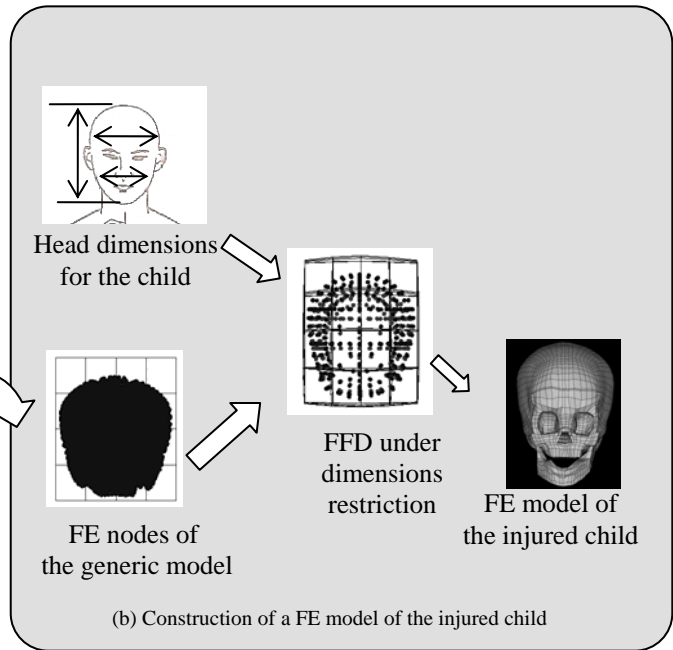 Head dimensions
for the child
FE nodes of
the generic model
FFD under
dimensions
restriction
FE model of
the injured child
(b) Construction of a FE model of the injured child